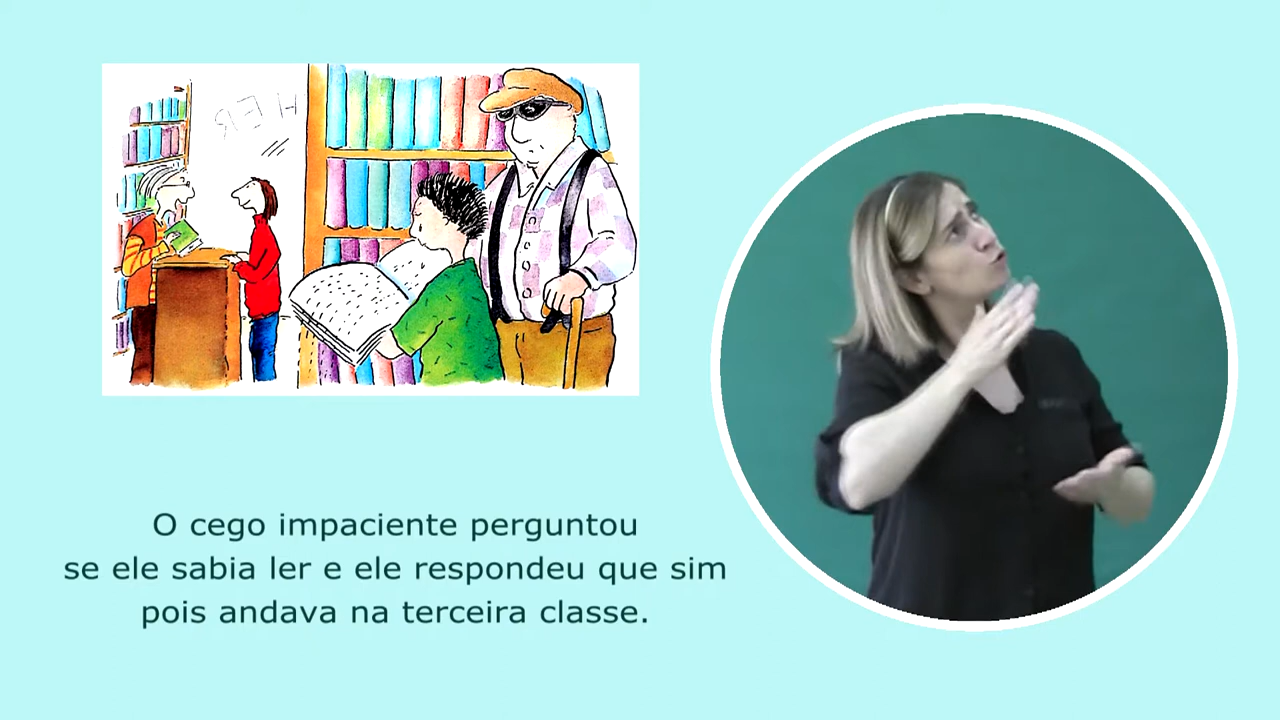 O cego impaciente perguntou
se ele sabia ler e ele respondeu que sim
pois andava na terceira classe.